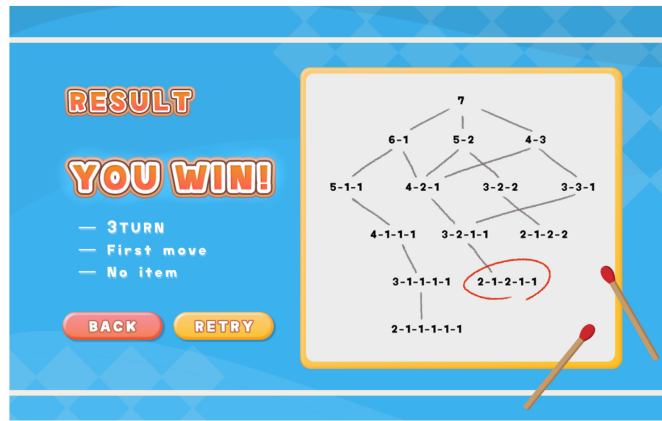 RESULT
YOU WIN!
— 3TURN
— First move
— No item
BACK
RETRY
7
6-1 5-2 4-3
5-1-1 4-2-1 3-2-2 3-3-1
4-1-1-1 3-2-1-1 2-1-2-2
3-1-1-1-1 2-1-2-1-1
2-1-1-1-1-1